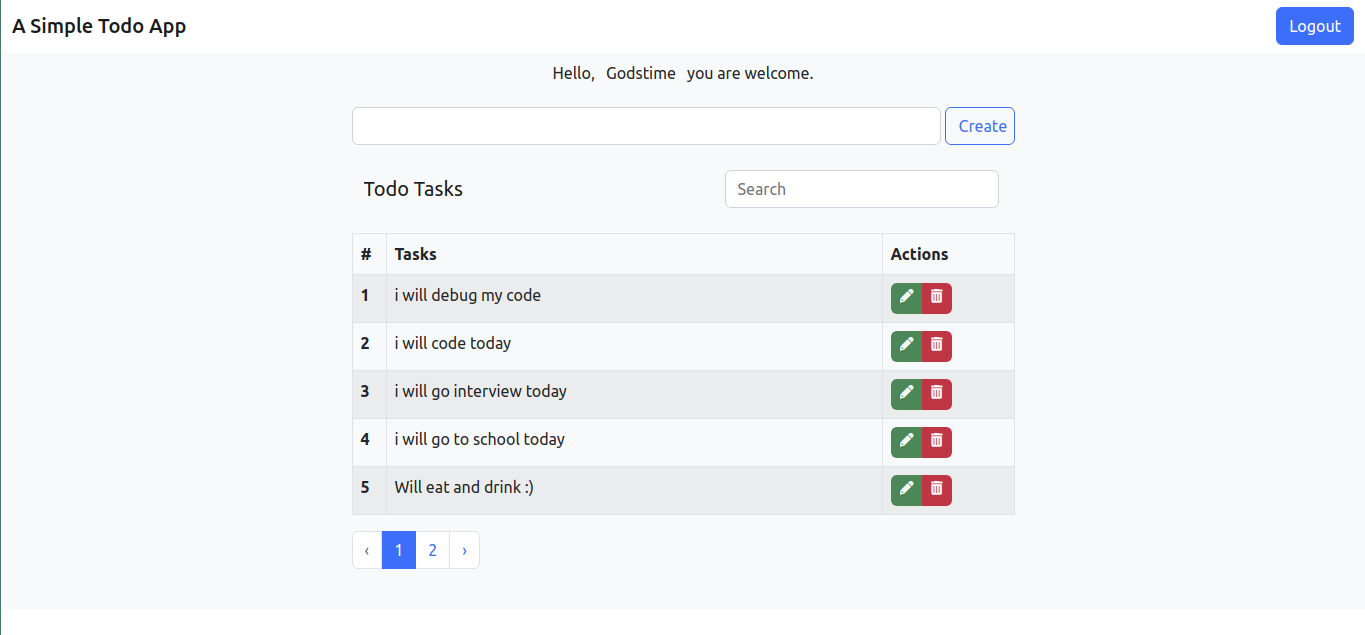 A Simple Todo App Logout
Hello, Godstime you are welcome.
Create
Todo Tasks Search
# Tasks Actions
1 i will debug my code
2 i will code today
3 i will go interview today
4 i will go to school today
5 Will eat and drink :)
‹ 1 2 ›